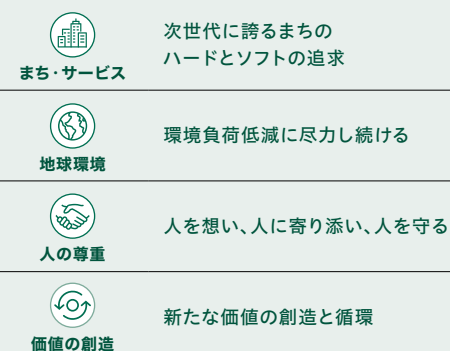 まち・サービス
次世代に誇るまちの
ハードとソフトの追求
地球環境
環境負荷低減に尽力し続ける
人の尊重
人を想い、人に寄り添い、人を守る
価値の創造
新たな価値の創造と循環